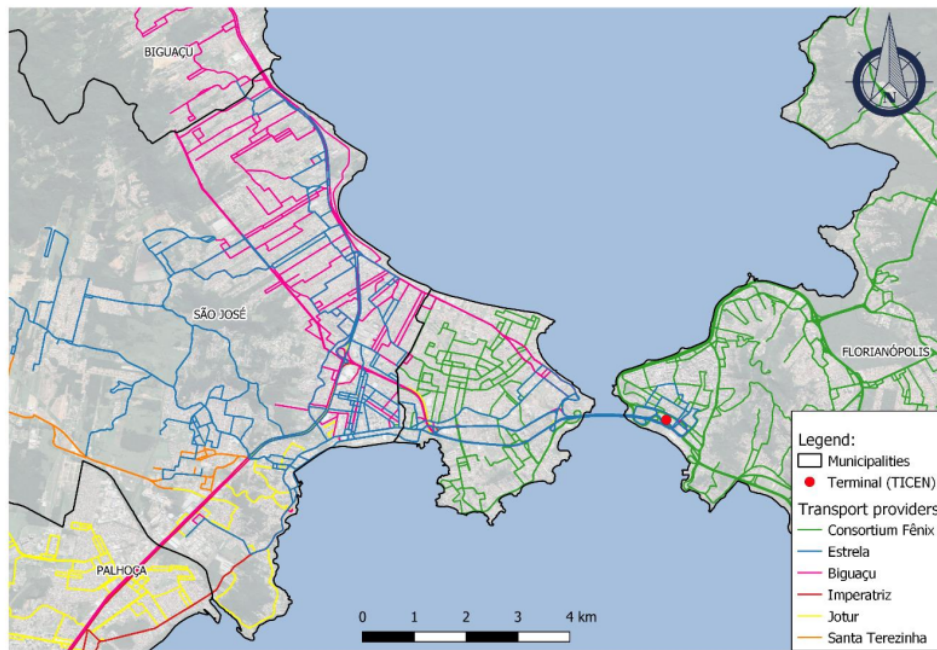 BIGUAÇU
N
SÃO JOSÉ
FLORIANÓPOLIS
PALHOÇA
0 1 2 3 4 km
Legend:
Municipalities
Terminal (TICEN)
Transport providers
Consortium Fênix
Estrela
Biguaçu
Imperatriz
Jotur
Santa Terezinha